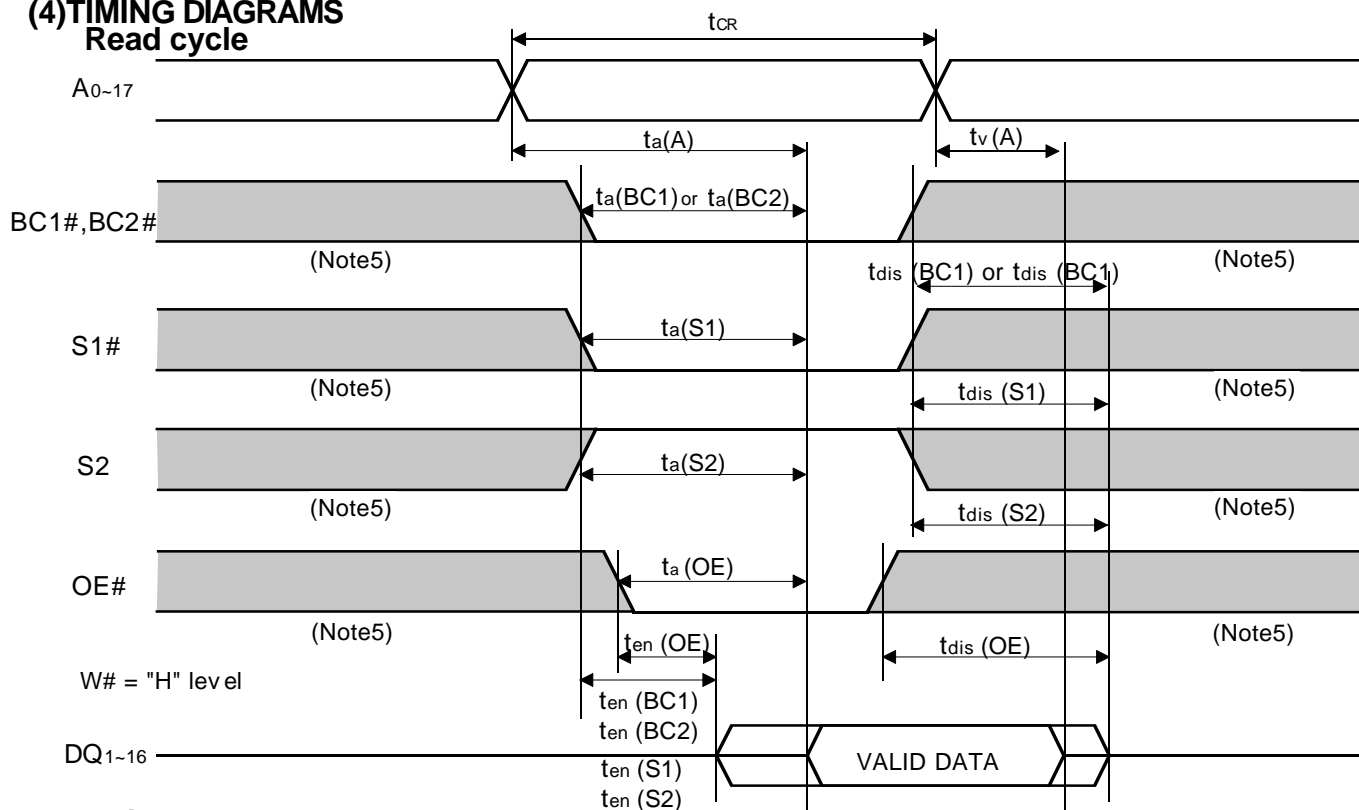 (4)TIMING DIAGRAMS
Read cycle
tCR
A0~17
ta(A)
tv (A)
ta(BC1) or ta(BC2)
BC1#,BC2#
(Note5)
(Note5)
tdis (BC1) or tdis (BC1)
ta(S1)
S1#
(Note5)
(Note5)
tdis (S1)
S2
ta(S2)
(Note5)
(Note5)
tdis (S2)
ta (OE)
OE#
(Note5)
(Note5)
ten (OE)
tdis (OE)
W# = "H" level
ten (BC1)
ten (BC2)
DQ1~16
VALID DATA
ten (S1)
ten (S2)